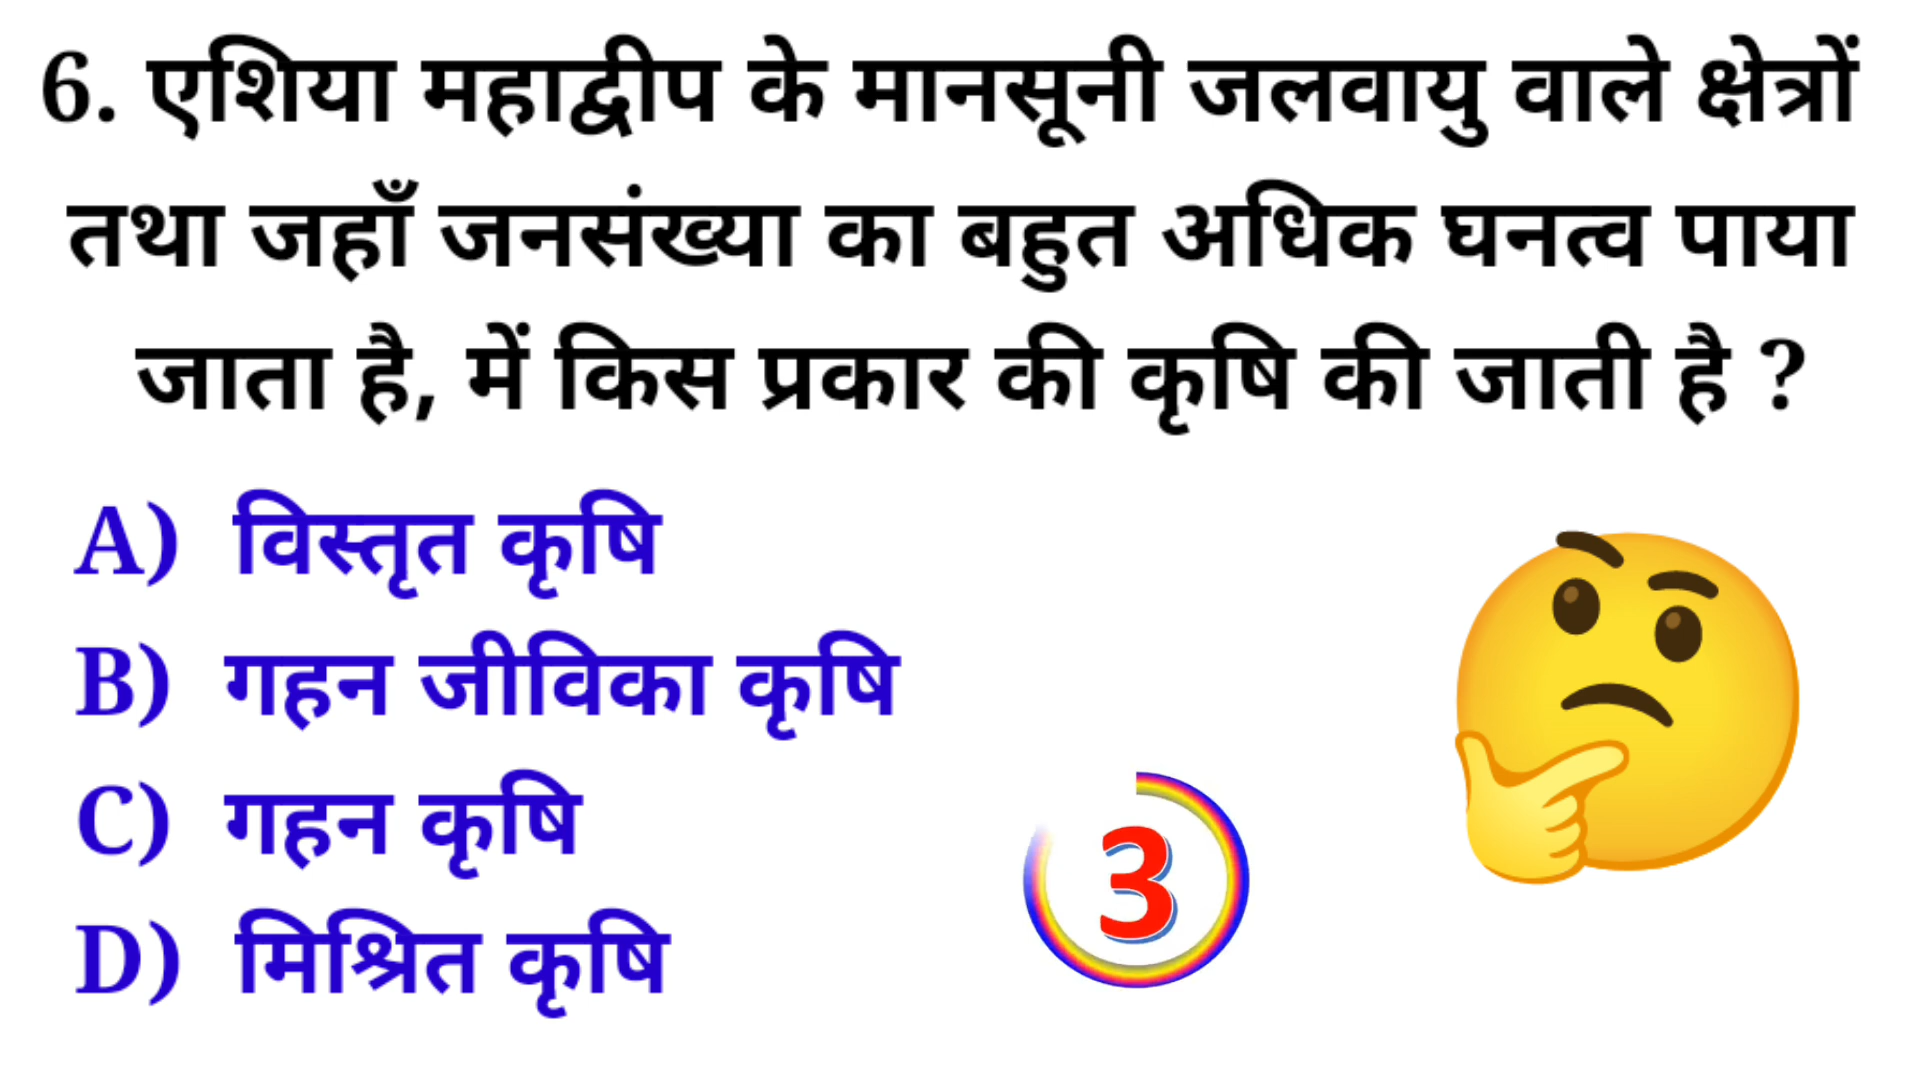 6. एशिया महाद्वीप के मानसूनी जलवायु वाले क्षेत्रों
तथा जहाँ जनसंख्या का बहुत अधिक घनत्व पाया
जाता है, में किस प्रकार की कृषि की जाती है ?
A) विस्तृत कृषि
B) गहन जीविका कृषि
C) गहन कृषि
3
D) मिश्रित कृषि